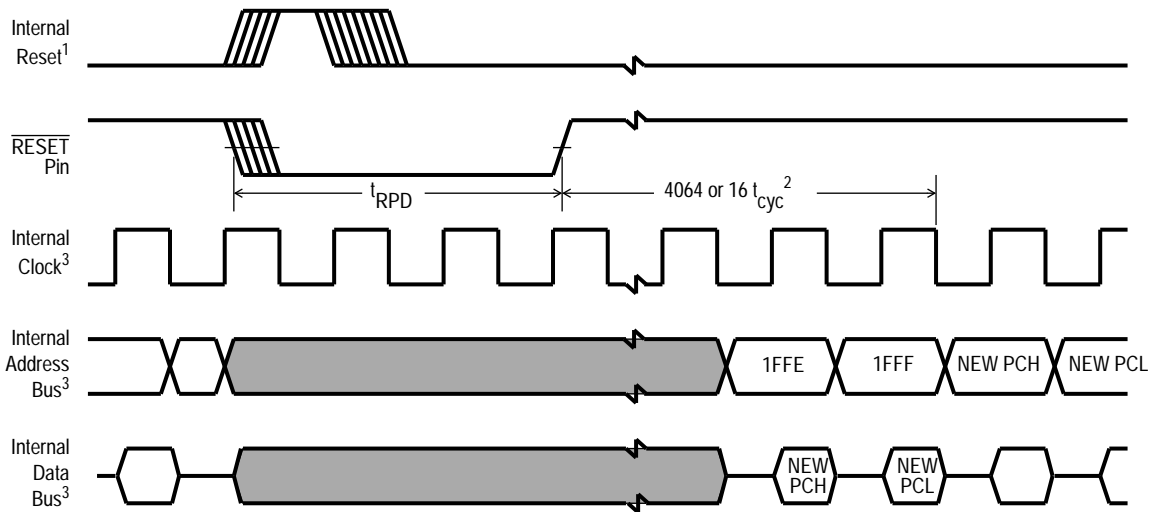 Internal
Reset¹
RESET
Pin
tRPD
4064 or 16 tcyc²
Internal
Clock³
Internal
Address
Bus³
1FFE
1FFF
NEW PCH
NEW PCL
Internal
Data
Bus³
NEW
PCH
NEW
PCL